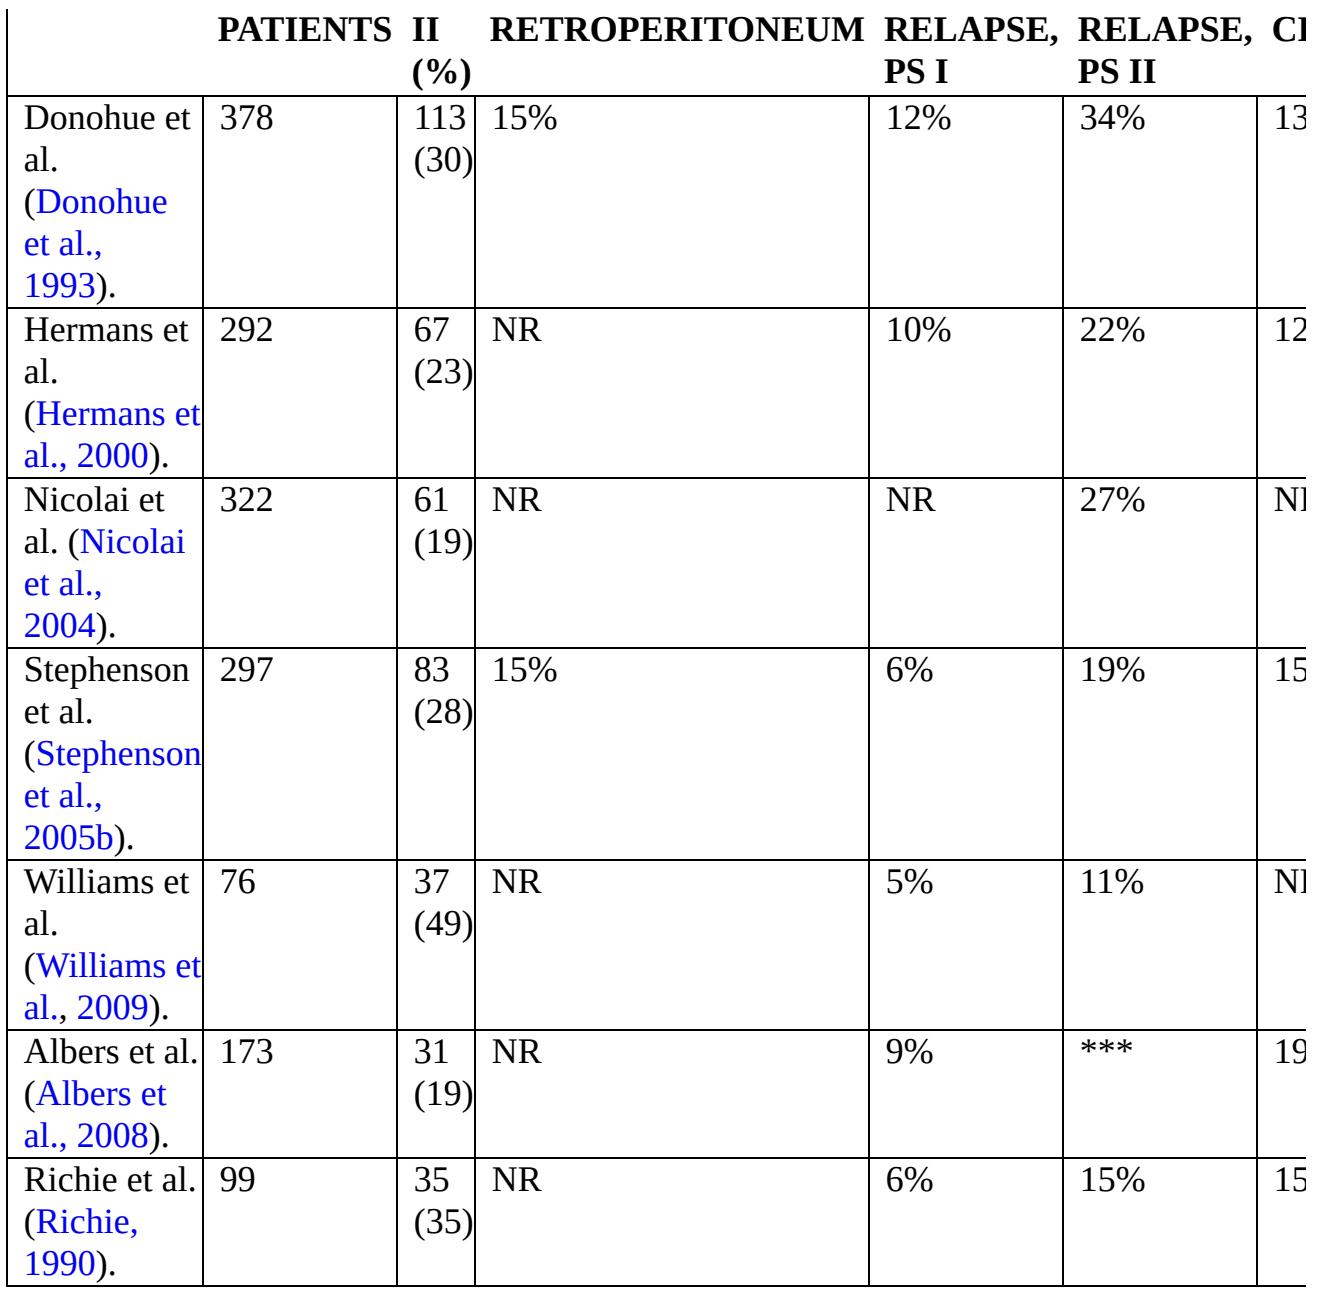 PATIENTS II RETROPERITONEUM RELAPSE, RELAPSE,
(%) PS I PS II
Donohue et 378 113 15% 12% 34% 13
al. (30)
(Donohue
et al.,
1993).
Hermans et 292 67 NR 10% 22% 12
al. (23)
(Hermans et
al., 2000).
Nicolai et 322 61 NR NR 27%
al. (Nicolai (19)
et al.,
2004).
Stephenson 297 83 15% 6% 19% 15
et al. (28)
(Stephenson
et al.,
2005b).
Williams et 76 37 NR 5% 11%
al. (49)
(Williams et
al., 2009).
Albers et al. 173 31 NR 9% *** 19
(Albers et (19)
al., 2008).
Richie et al. 99 35 NR 6% 15% 15
(Richie, (35)
1990).